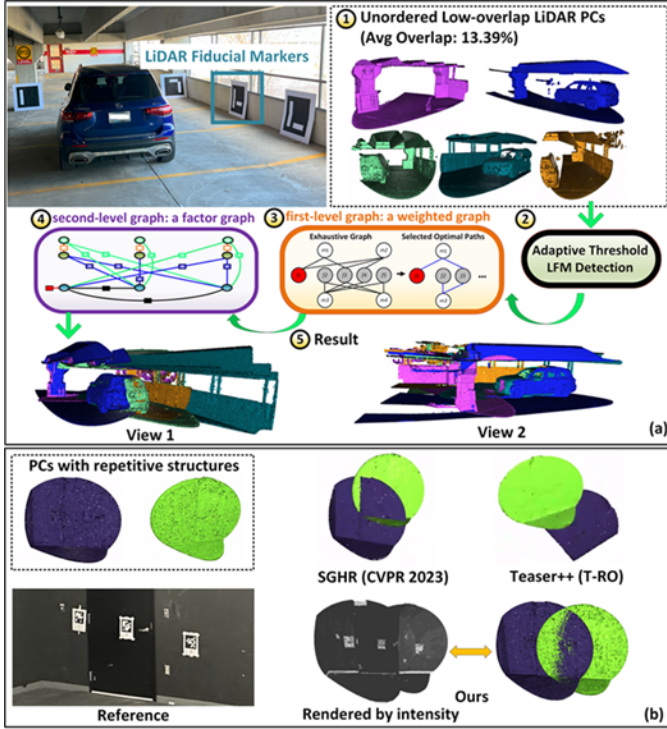 LiDAR Fiducial Markers
1 Unordered Low-overlap LiDAR PCs
(Avg Overlap: 13.39%)
4 second-level graph: a factor graph
3 first-level graph: a weighted graph
2
Exhaustive Graph
Selected Optimal Paths
...
Adaptive Threshold
LFM Detection
5 Result
View 1
View 2
(a)
PCs with repetitive structures
SGHR (CVPR 2023)
Teaser++ (T-RO)
Reference
Rendered by intensity
Ours
(b)